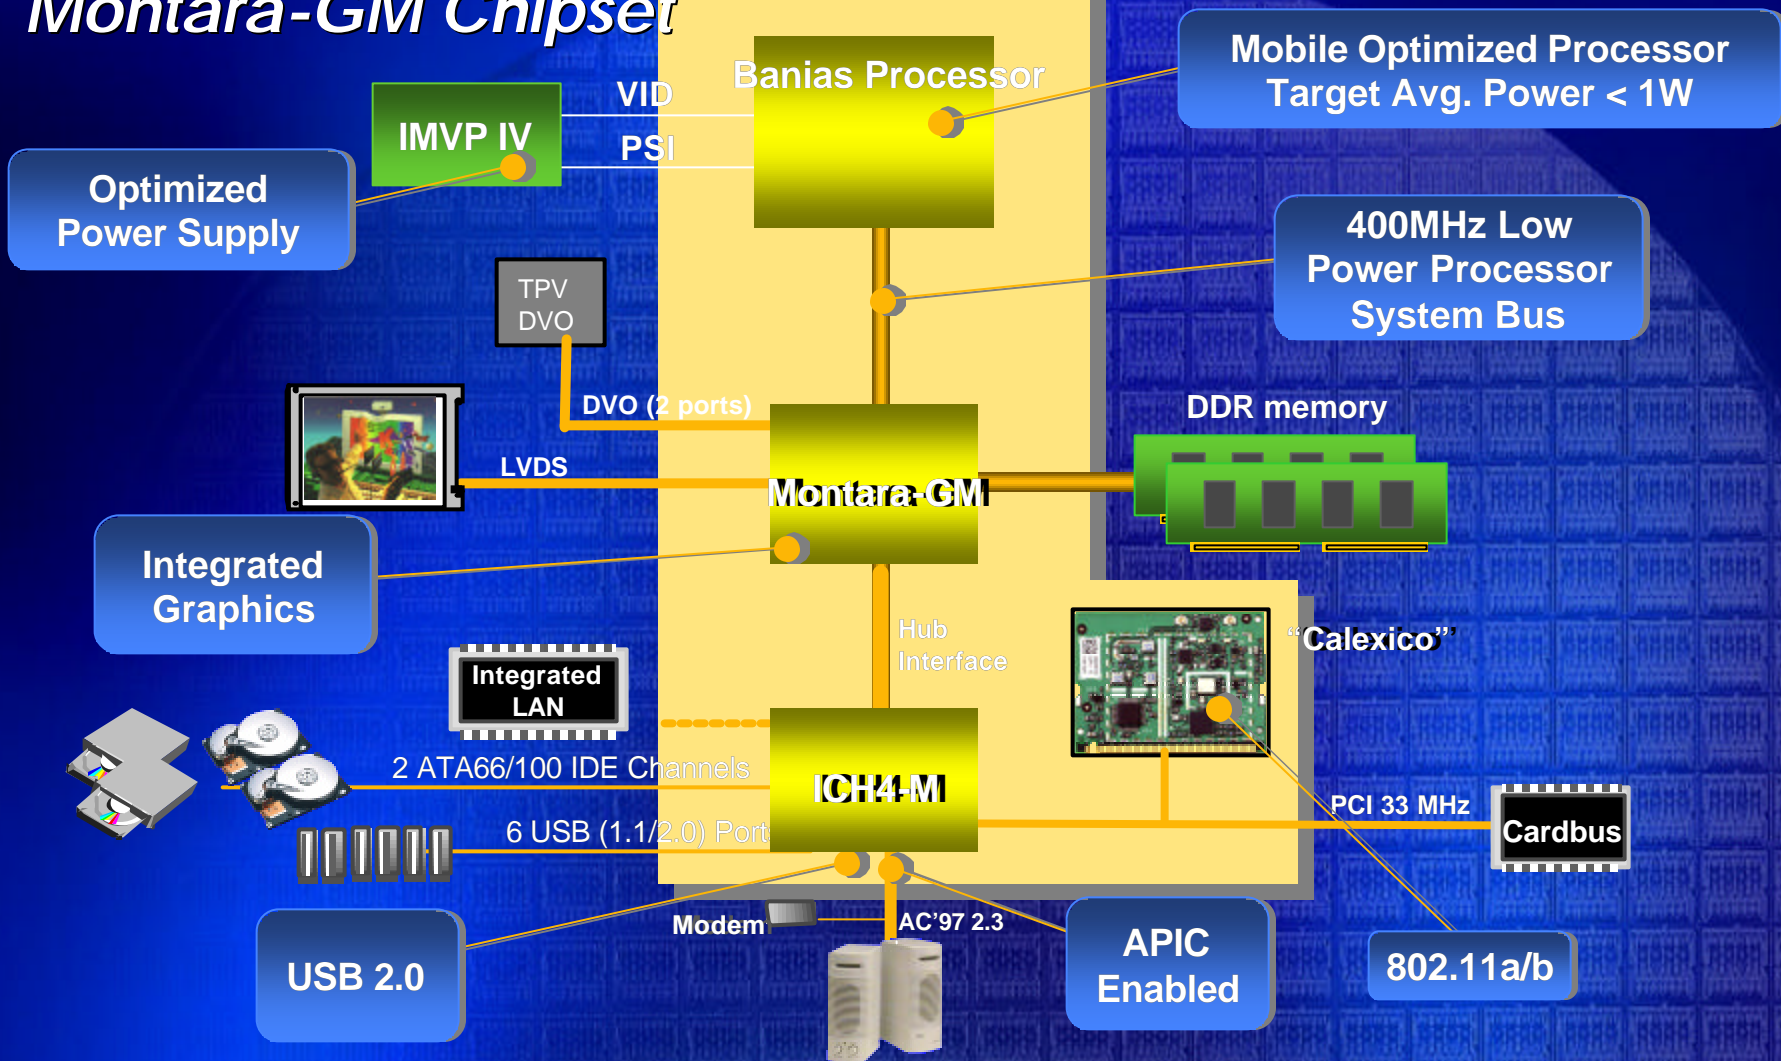 Montara-GM Chipset
Banias Processor
Mobile Optimized Processor
Target Avg. Power < 1W
VID
IMVP IV
PSI
Optimized
Power Supply
400MHz Low
Power Processor
System Bus
TPV
DVO
DVO (2 ports)
DDR memory
LVDS
Montara-GM
Integrated
Graphics
Hub
Interface
“Calexico”
Integrated
LAN
2 ATA66/100 IDE Channels
ICH4-M
PCI 33 MHz
Cardbus
6 USB (1.1/2.0) Port
Modem
AC’97 2.3
APIC
Enabled
USB 2.0
802.11a/b